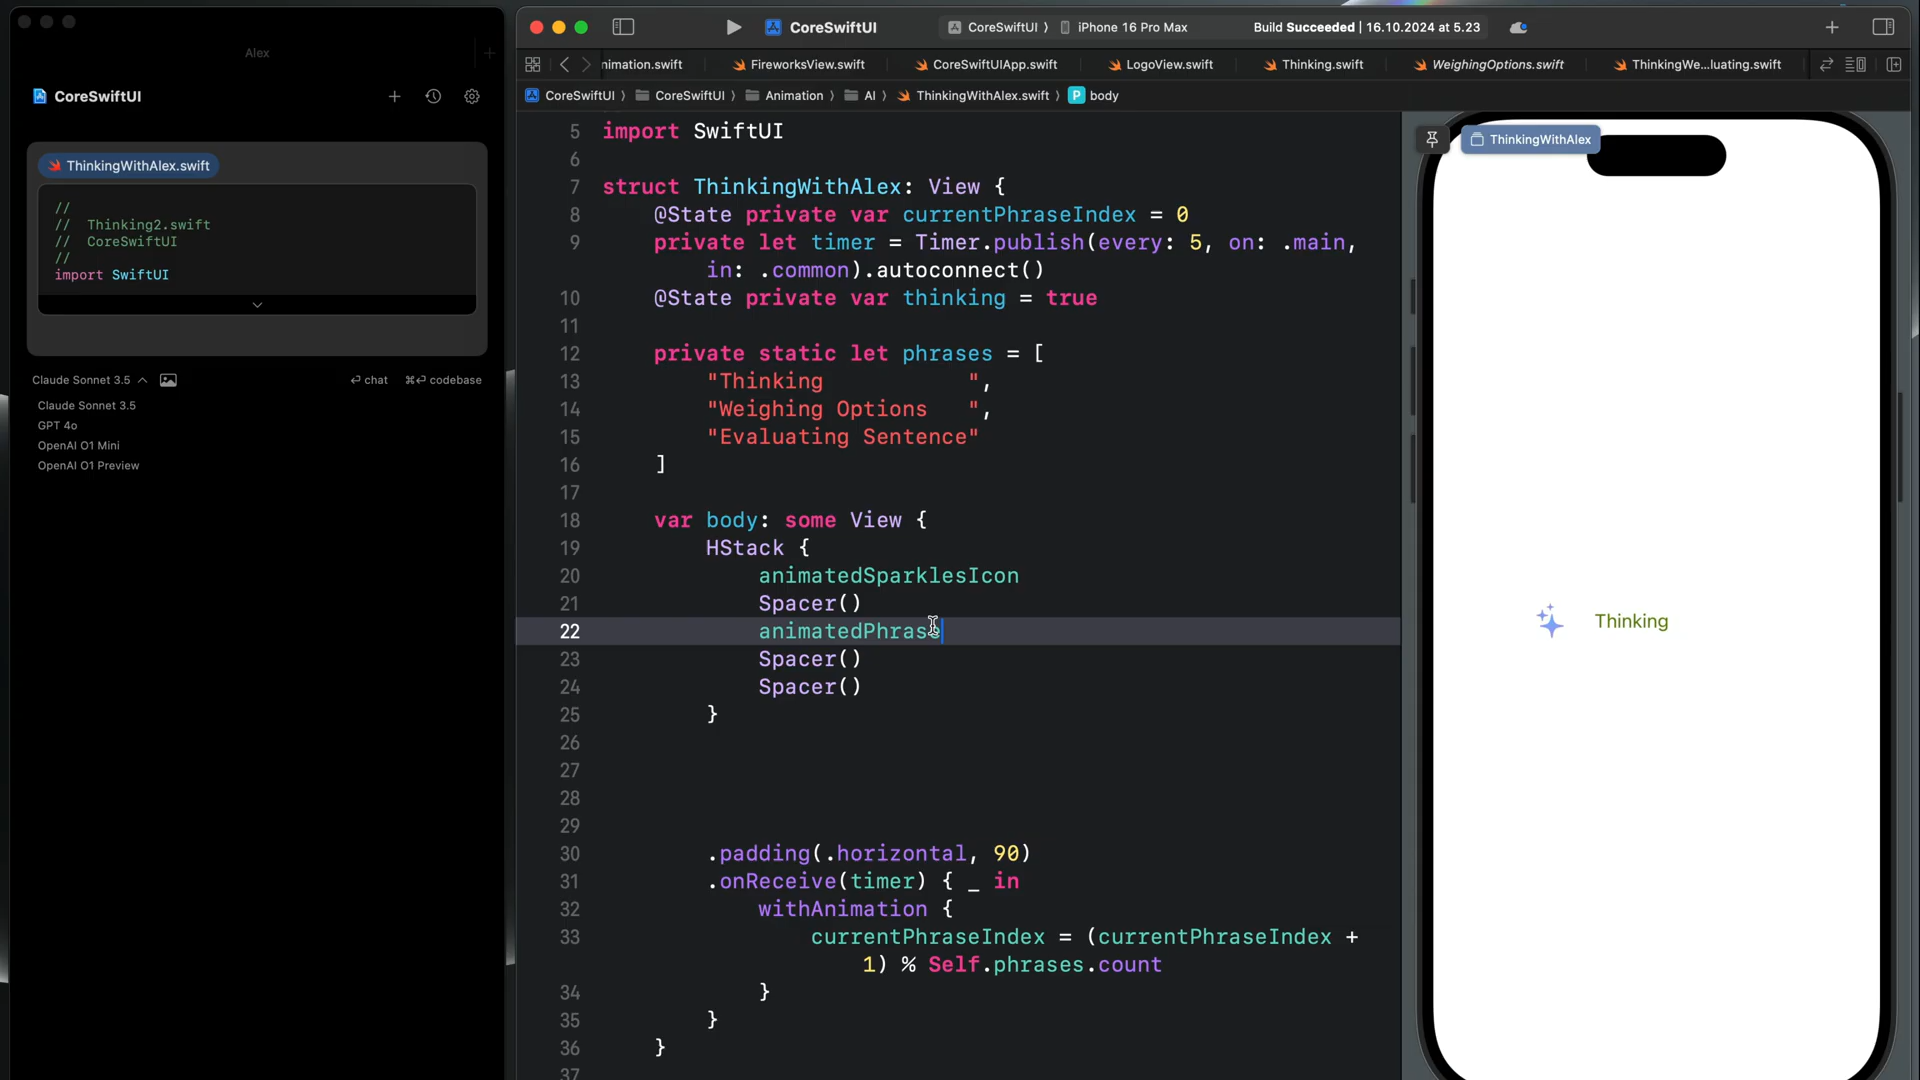 Alex
CoreSwiftUI
ThinkingWithAlex.swift
//
//  Thinking2.swift
//  CoreSwiftUI
//
import SwiftUI
Claude Sonnet 3.5
chat
⌘↩ codebase
Claude Sonnet 3.5
GPT 4o
OpenAI O1 Mini
OpenAI O1 Preview
CoreSwiftUI
CoreSwiftUI 〉 iPhone 16 Pro Max
Build Succeeded | 16.10.2024 at 5.23
nimation.swift
FireworksView.swift
CoreSwiftUIApp.swift
LogoView.swift
Thinking.swift
WeighingOptions.swift
ThinkingWe...luating.swift
CoreSwiftUI 〉 CoreSwiftUI 〉 Animation 〉 AI 〉 ThinkingWithAlex.swift 〉 P body
5 import SwiftUI
6
7 struct ThinkingWithAlex: View {
8     @State private var currentPhraseIndex = 0
9     private let timer = Timer.publish(every: 5, on: .main,
in: .common).autoconnect()
10     @State private var thinking = true
11
12     private static let phrases = [
13         "Thinking           ",
14         "Weighing Options   ",
15         "Evaluating Sentence"
16     ]
17
18     var body: some View {
19         HStack {
20             animatedSparklesIcon
21             Spacer()
22             animatedPhrase
23             Spacer()
24             Spacer()
25         }
26
27
28
29
30         .padding(.horizontal, 90)
31         .onReceive(timer) { _ in
32             withAnimation {
33                 currentPhraseIndex = (currentPhraseIndex +
1) % Self.phrases.count
34             }
35         }
36     }
37
ThinkingWithAlex
Thinking